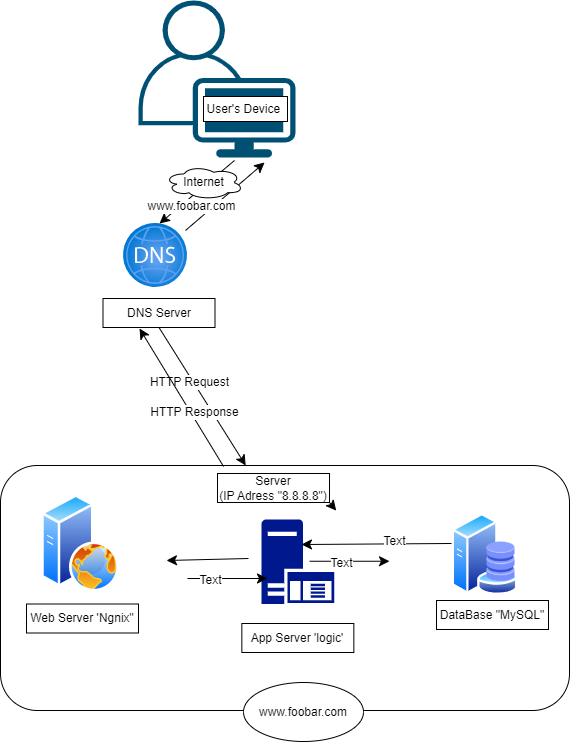 User's Device
Internet
www.foobar.com
DNS
DNS Server
HTTP Request
HTTP Response
Server
(IP Adress "8.8.8.8")
Text
Text
Text
Web Server 'Ngnix"
App Server 'logic'
DataBase "MySQL"
www.foobar.com